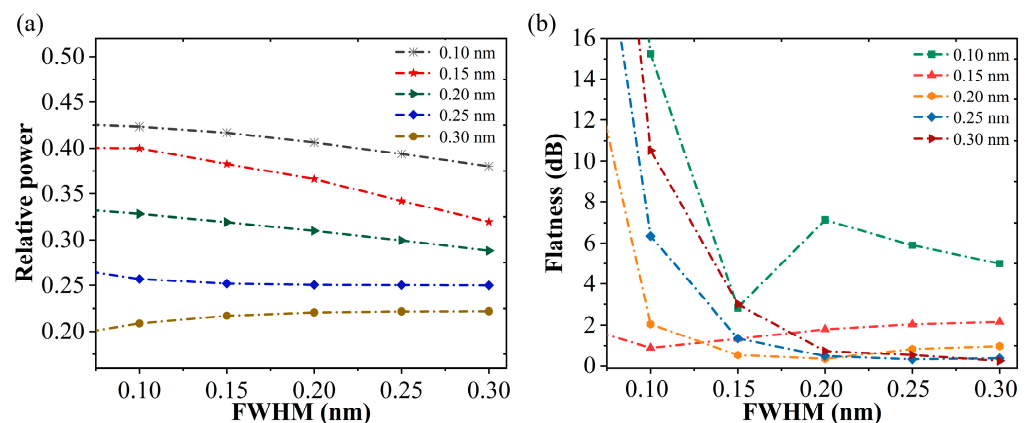 (a)
0.50
0.45
0.40
0.35
0.30
0.25
0.20
Relative power
0.10 nm
0.15 nm
0.20 nm
0.25 nm
0.30 nm
0.10 0.15 0.20 0.25 0.30
FWHM (nm)
(b)
16
14
12
10
8
6
4
2
0
Flatness (dB)
0.10 nm
0.15 nm
0.20 nm
0.25 nm
0.30 nm
0.10 0.15 0.20 0.25 0.30
FWHM (nm)